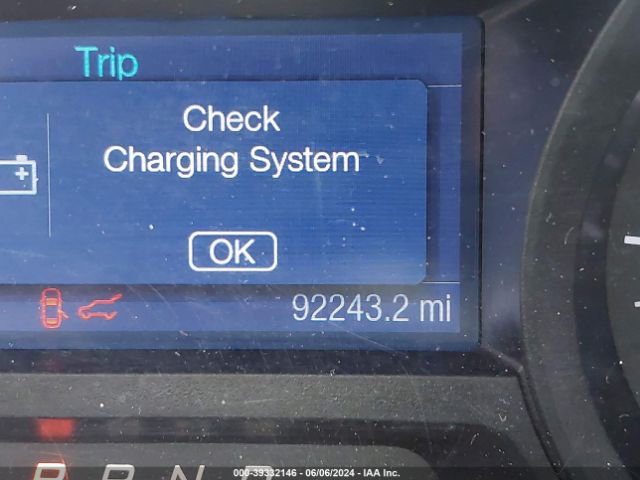 Trip
Check
Charging System
OK
92243.2 mi
P R N D
000-39332146 - 06/06/2024 - IAA Inc.